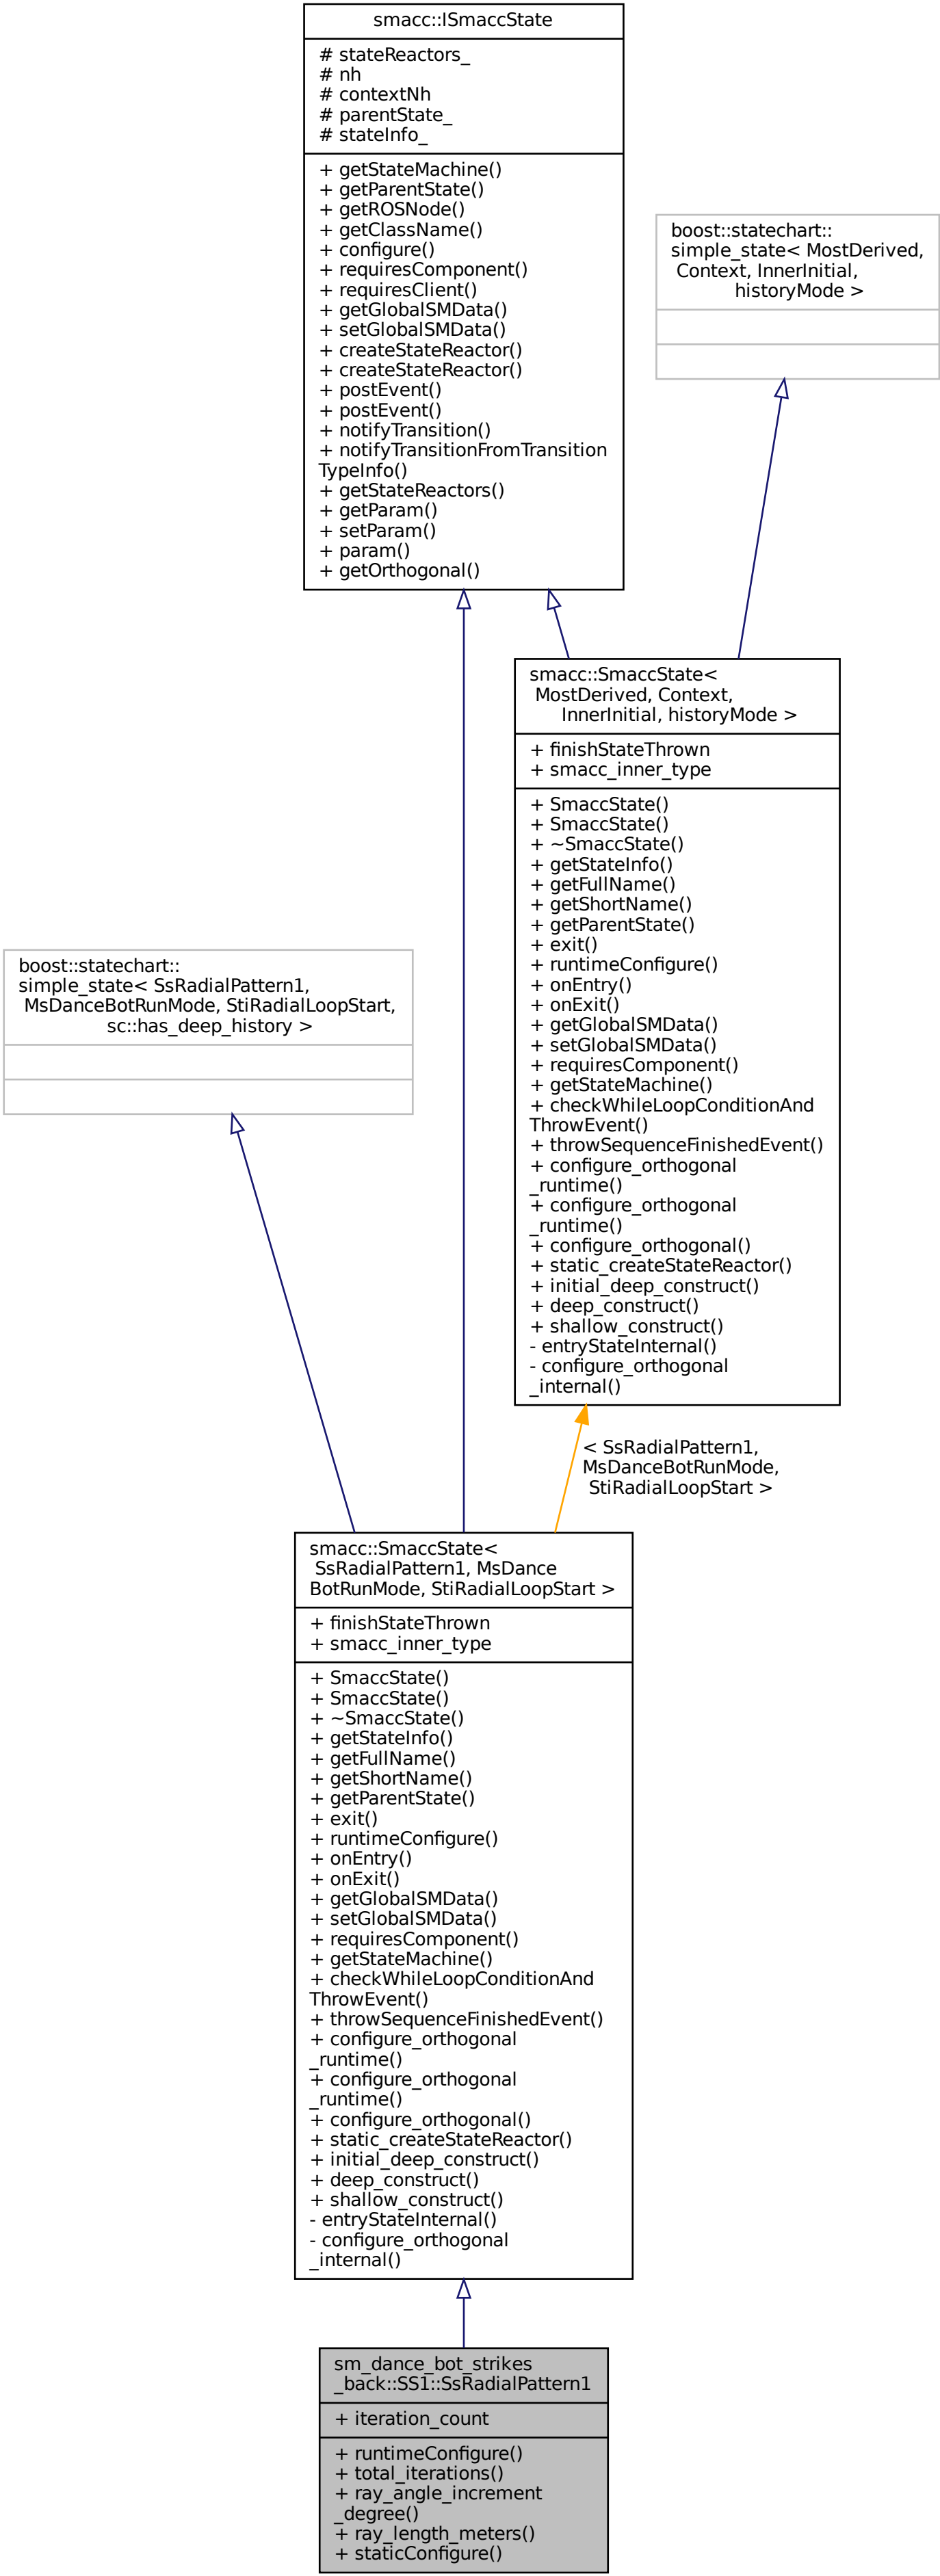 smacc::ISmaccState
# stateReactors_
# nh
# contextNh
# parentState_
# stateInfo_
+ getStateMachine()
+ getParentState()
+ getROSNode()
+ getClassName()
+ configure()
+ requiresComponent()
+ requiresClient()
+ getGlobalSMData()
+ setGlobalSMData()
+ createStateReactor()
+ createStateReactor()
+ postEvent()
+ postEvent()
+ notifyTransition()
+ notifyTransitionFromTransition
TypeInfo()
+ getStateReactors()
+ getParam()
+ setParam()
+ param()
+ getOrthogonal()
boost::statechart::
simple_state< MostDerived,
Context, InnerInitial,
historyMode >
smacc::SmaccState<
MostDerived, Context,
InnerInitial, historyMode >
+ finishStateThrown
+ smacc_inner_type
+ SmaccState()
+ SmaccState()
+ ~SmaccState()
+ getStateInfo()
+ getFullName()
+ getShortName()
+ getParentState()
+ exit()
+ runtimeConfigure()
+ onEntry()
+ onExit()
+ getGlobalSMData()
+ setGlobalSMData()
+ requiresComponent()
+ getStateMachine()
+ checkWhileLoopConditionAnd
ThrowEvent()
+ throwSequenceFinishedEvent()
+ configure_orthogonal
_runtime()
+ configure_orthogonal
_runtime()
+ configure_orthogonal()
+ static_createStateReactor()
+ initial_deep_construct()
+ deep_construct()
+ shallow_construct()
- entryStateInternal()
- configure_orthogonal
_internal()
boost::statechart::
simple_state< SsRadialPattern1,
MsDanceBotRunMode, StiRadialLoopStart,
sc::has_deep_history >
< SsRadialPattern1,
MsDanceBotRunMode,
StiRadialLoopStart >
smacc::SmaccState<
SsRadialPattern1, MsDance
BotRunMode, StiRadialLoopStart >
+ finishStateThrown
+ smacc_inner_type
+ SmaccState()
+ SmaccState()
+ ~SmaccState()
+ getStateInfo()
+ getFullName()
+ getShortName()
+ getParentState()
+ exit()
+ runtimeConfigure()
+ onEntry()
+ onExit()
+ getGlobalSMData()
+ setGlobalSMData()
+ requiresComponent()
+ getStateMachine()
+ checkWhileLoopConditionAnd
ThrowEvent()
+ throwSequenceFinishedEvent()
+ configure_orthogonal
_runtime()
+ configure_orthogonal
_runtime()
+ configure_orthogonal()
+ static_createStateReactor()
+ initial_deep_construct()
+ deep_construct()
+ shallow_construct()
- entryStateInternal()
- configure_orthogonal
_internal()
sm_dance_bot_strikes
_back::SS1::SsRadialPattern1
+ iteration_count
+ runtimeConfigure()
+ total_iterations()
+ ray_angle_increment
_degree()
+ ray_length_meters()
+ staticConfigure()